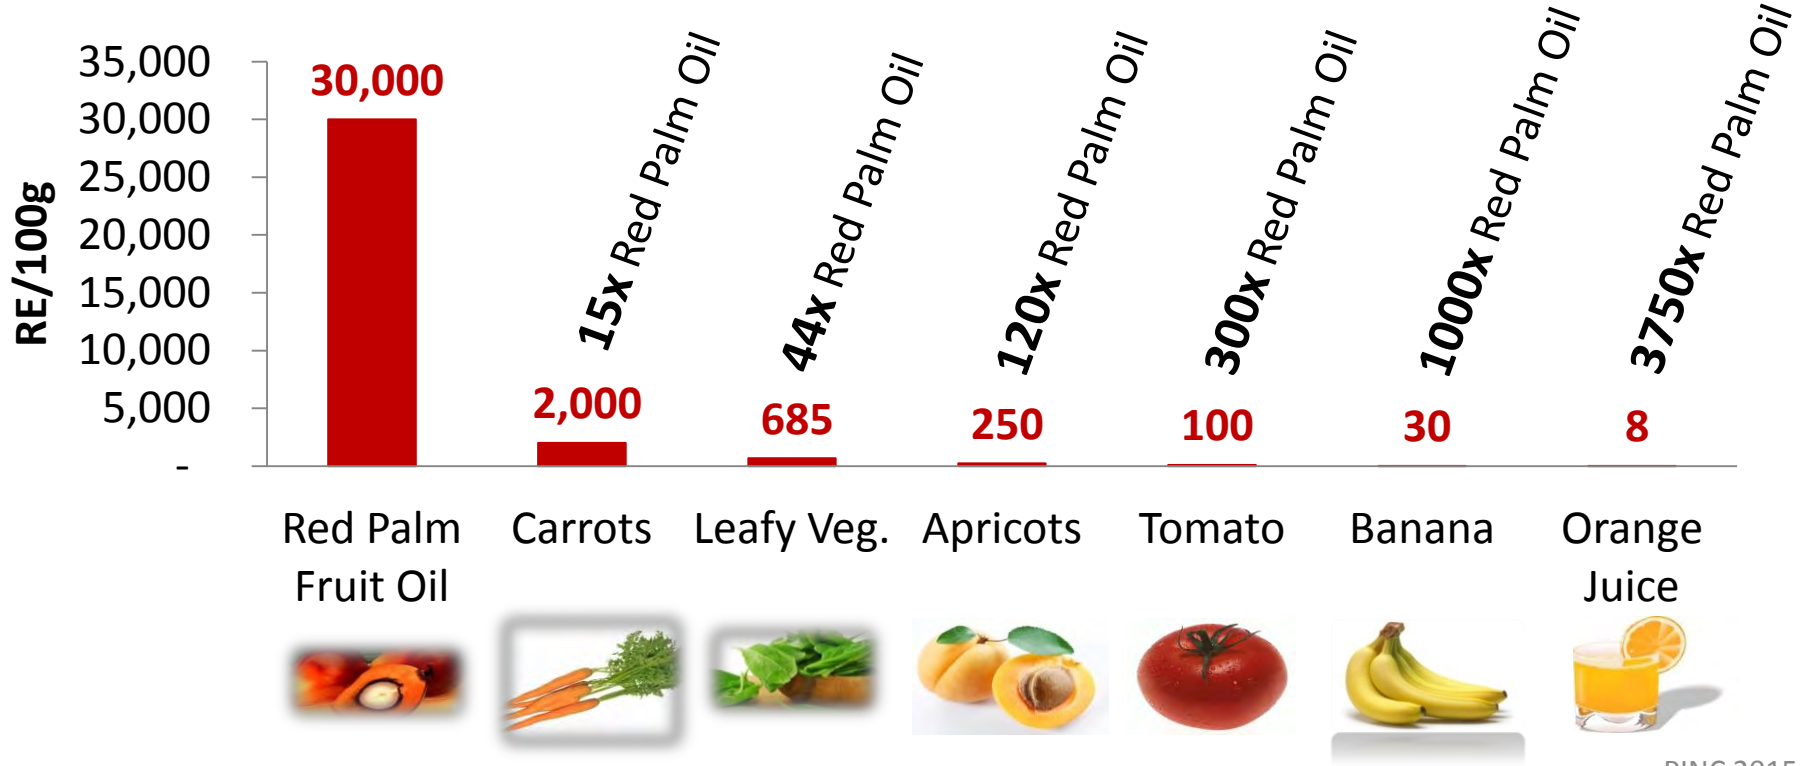 35,000
30,000
25,000
20,000
15,000
10,000
5,000
-
RE/100g
30,000
2,000
685
250
100
30
8
15x Red Palm Oil
44x Red Palm Oil
120x Red Palm Oil
300x Red Palm Oil
1000x Red Palm Oil
3750x Red Palm Oil
Red Palm
Fruit Oil
Carrots
Leafy Veg.
Apricots
Tomato
Banana
Orange
Juice